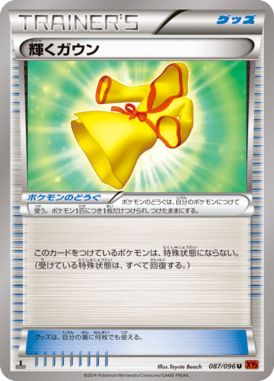 TRAINER'S
グッズ
輝くガウン
ポケモンのどうぐ
ポケモンのどうぐは、自分のポケモンにつけて
使う。ポケモン1匹につき1枚だけつけられ、つけたままにする。
このカードをつけているポケモンは、特殊状態にならない。
(受けている特殊状態は、すべて回復する。)
グッズは、自分の番に何枚でも使える。
Illus.Toyste Beach
087/096 U
©2014 Pokémon/Nintendo/Creatures/GAME FREAK.